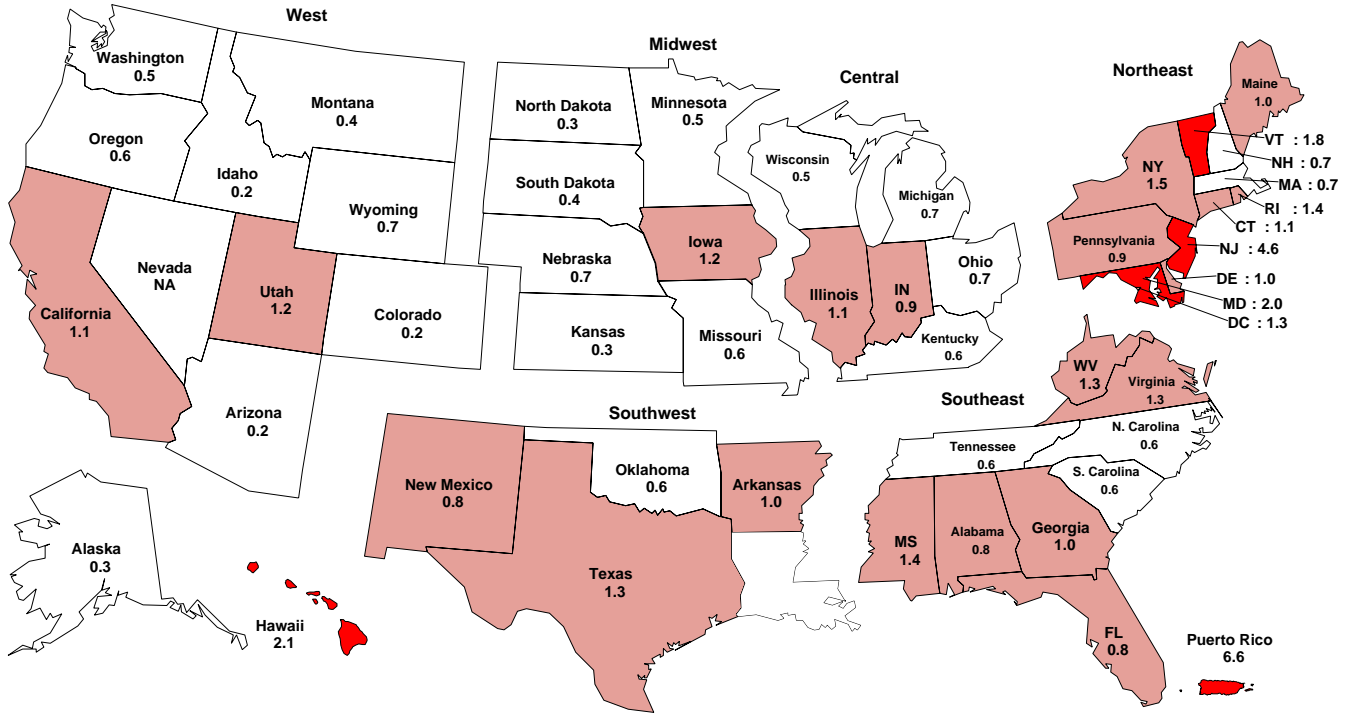 West
Washington
0.5
Oregon
0.6
Montana
0.4
Idaho
0.2
Wyoming
0.7
Nevada
NA
Utah
1.2
California
1.1
Colorado
0.2
Arizona
0.2
Alaska
0.3
Hawaii
2.1
Midwest
North Dakota
0.3
Minnesota
0.5
South Dakota
0.4
Iowa
1.2
Nebraska
0.7
Kansas
0.3
Missouri
0.6
Central
Wisconsin
0.5
Michigan
0.7
Illinois
1.1
IN
0.9
Ohio
0.7
Kentucky
0.6
Northeast
Maine
1.0
VT : 1.8
NH : 0.7
MA : 0.7
RI : 1.4
CT : 1.1
NJ : 4.6
DE : 1.0
MD : 2.0
DC : 1.3
NY
1.5
Pennsylvania
0.9
Southwest
New Mexico
0.8
Oklahoma
0.6
Arkansas
1.0
Texas
1.3
Southeast
WV
1.3
Virginia
1.3
Tennessee
0.6
N. Carolina
0.6
S. Carolina
0.6
MS
1.4
Alabama
0.8
Georgia
1.0
FL
0.8
Puerto Rico
6.6